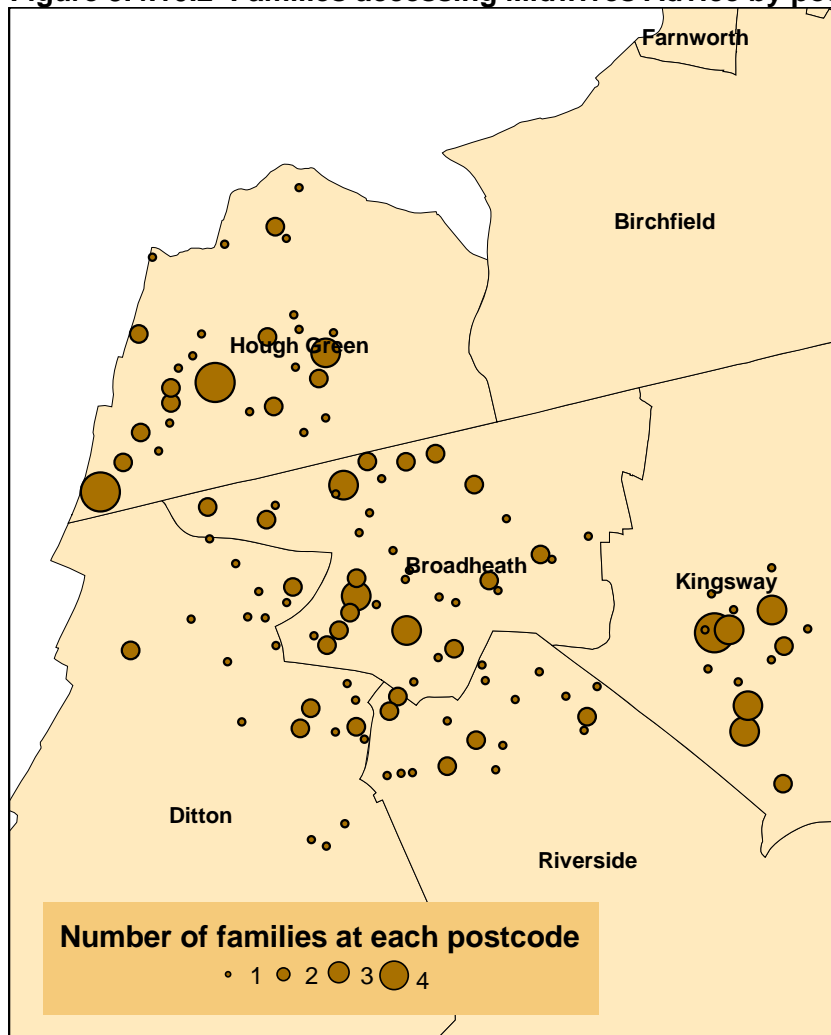 Farnworth
Birchfield
Hough Green
Broadheath
Kingsway
Ditton
Riverside
Number of families at each postcode
1 2 3 4